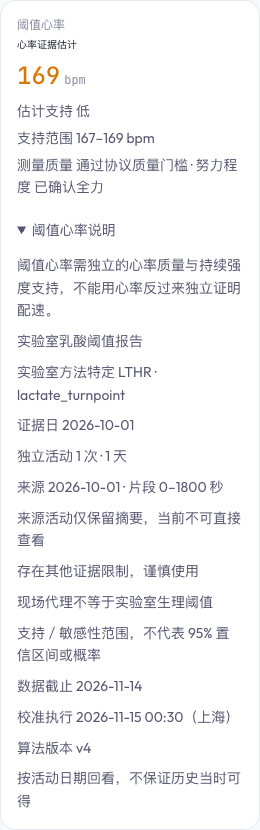 阈值心率
心率证据估计
169 bpm
估计支持 低
支持范围 167–169 bpm
测量质量 通过协议质量门槛 · 努力程
度 已确认全力
▼ 阈值心率说明
阈值心率需独立的心率质量与持续强
度支持，不能用心率反过来独立证明
配速。
实验室乳酸阈值报告
实验室方法特定 LTHR ·
lactate_turnpoint
证据日 2026-10-01
独立活动 1 次 · 1 天
来源 2026-10-01 · 片段 0–1800 秒
来源活动仅保留摘要，当前不可直接
查看
存在其他证据限制，谨慎使用
现场代理不等于实验室生理阈值
支持 / 敏感性范围，不代表 95% 置
信区间或概率
数据截止 2026-11-14
校准执行 2026-11-15 00:30（上海）
算法版本 v4
按活动日期回看，不保证历史当时可
得